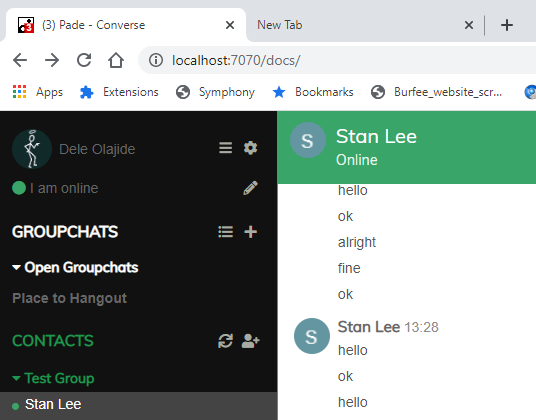 (3) Pade - Converse
New Tab
localhost:7070/docs/
Apps
Extensions
Symphony
Bookmarks
Burfee_website_scr...
Dele Olajide
I am online
GROUPCHATS
Open Groupchats
Place to Hangout
CONTACTS
Test Group
Stan Lee
S
Stan Lee
Online
hello
ok
alright
fine
ok
S
Stan Lee 13:28
hello
ok
hello